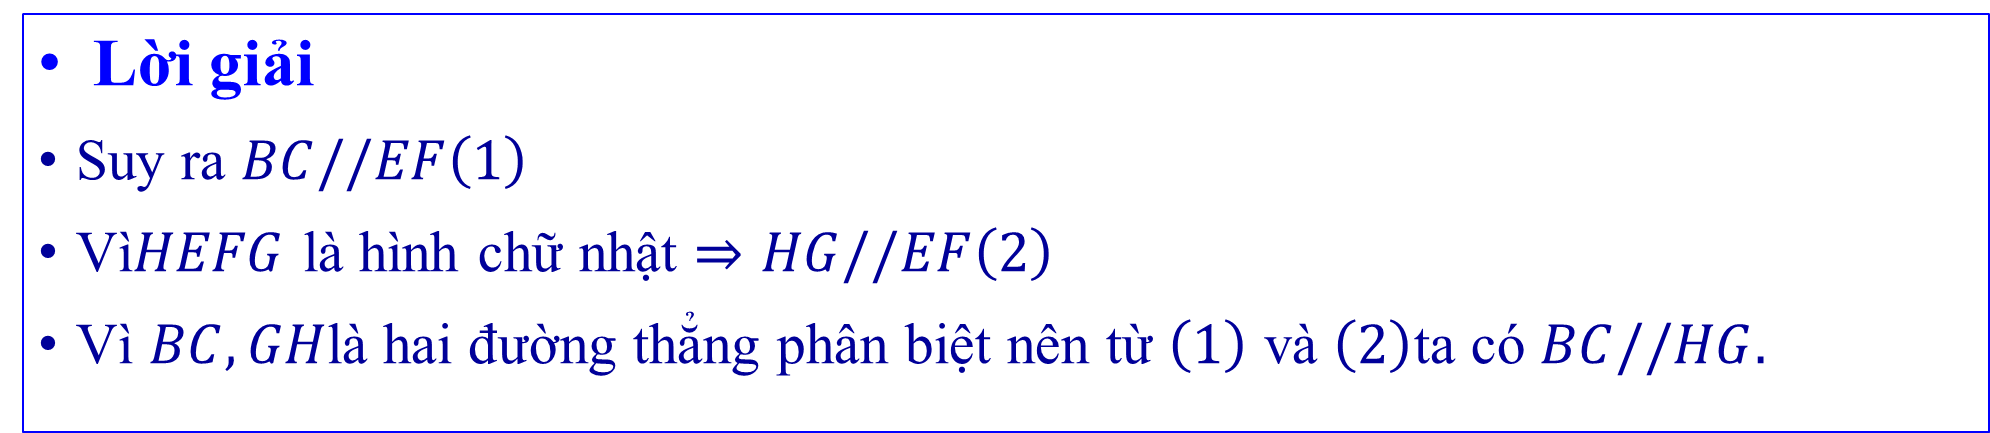 • Lời giải
• Suy ra BC//EF(1)
• VìHEFG là hình chữ nhật ⇒ HG//EF(2)
• Vì BC,GHlà hai đường thẳng phân biệt nên từ (1) và (2)ta có BC//HG.